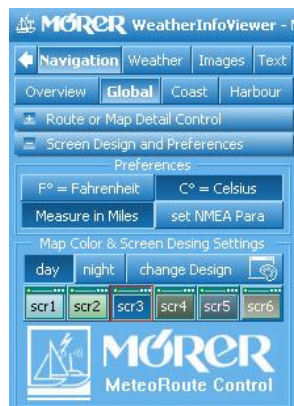 MÖRER WeatherInfoViewer -
Navigation Weather Images Text
Overview Global Coast Harbour
Route or Map Detail Control
Screen Design and Preferences
Preferences
F° = Fahrenheit C° = Celsius
Measure in Miles set NMEA Para
Map Color & Screen Desing Settings
day night change Design
scr1 scr2 scr3 scr4 scr5 scr6
MÖRER
MeteoRoute Control